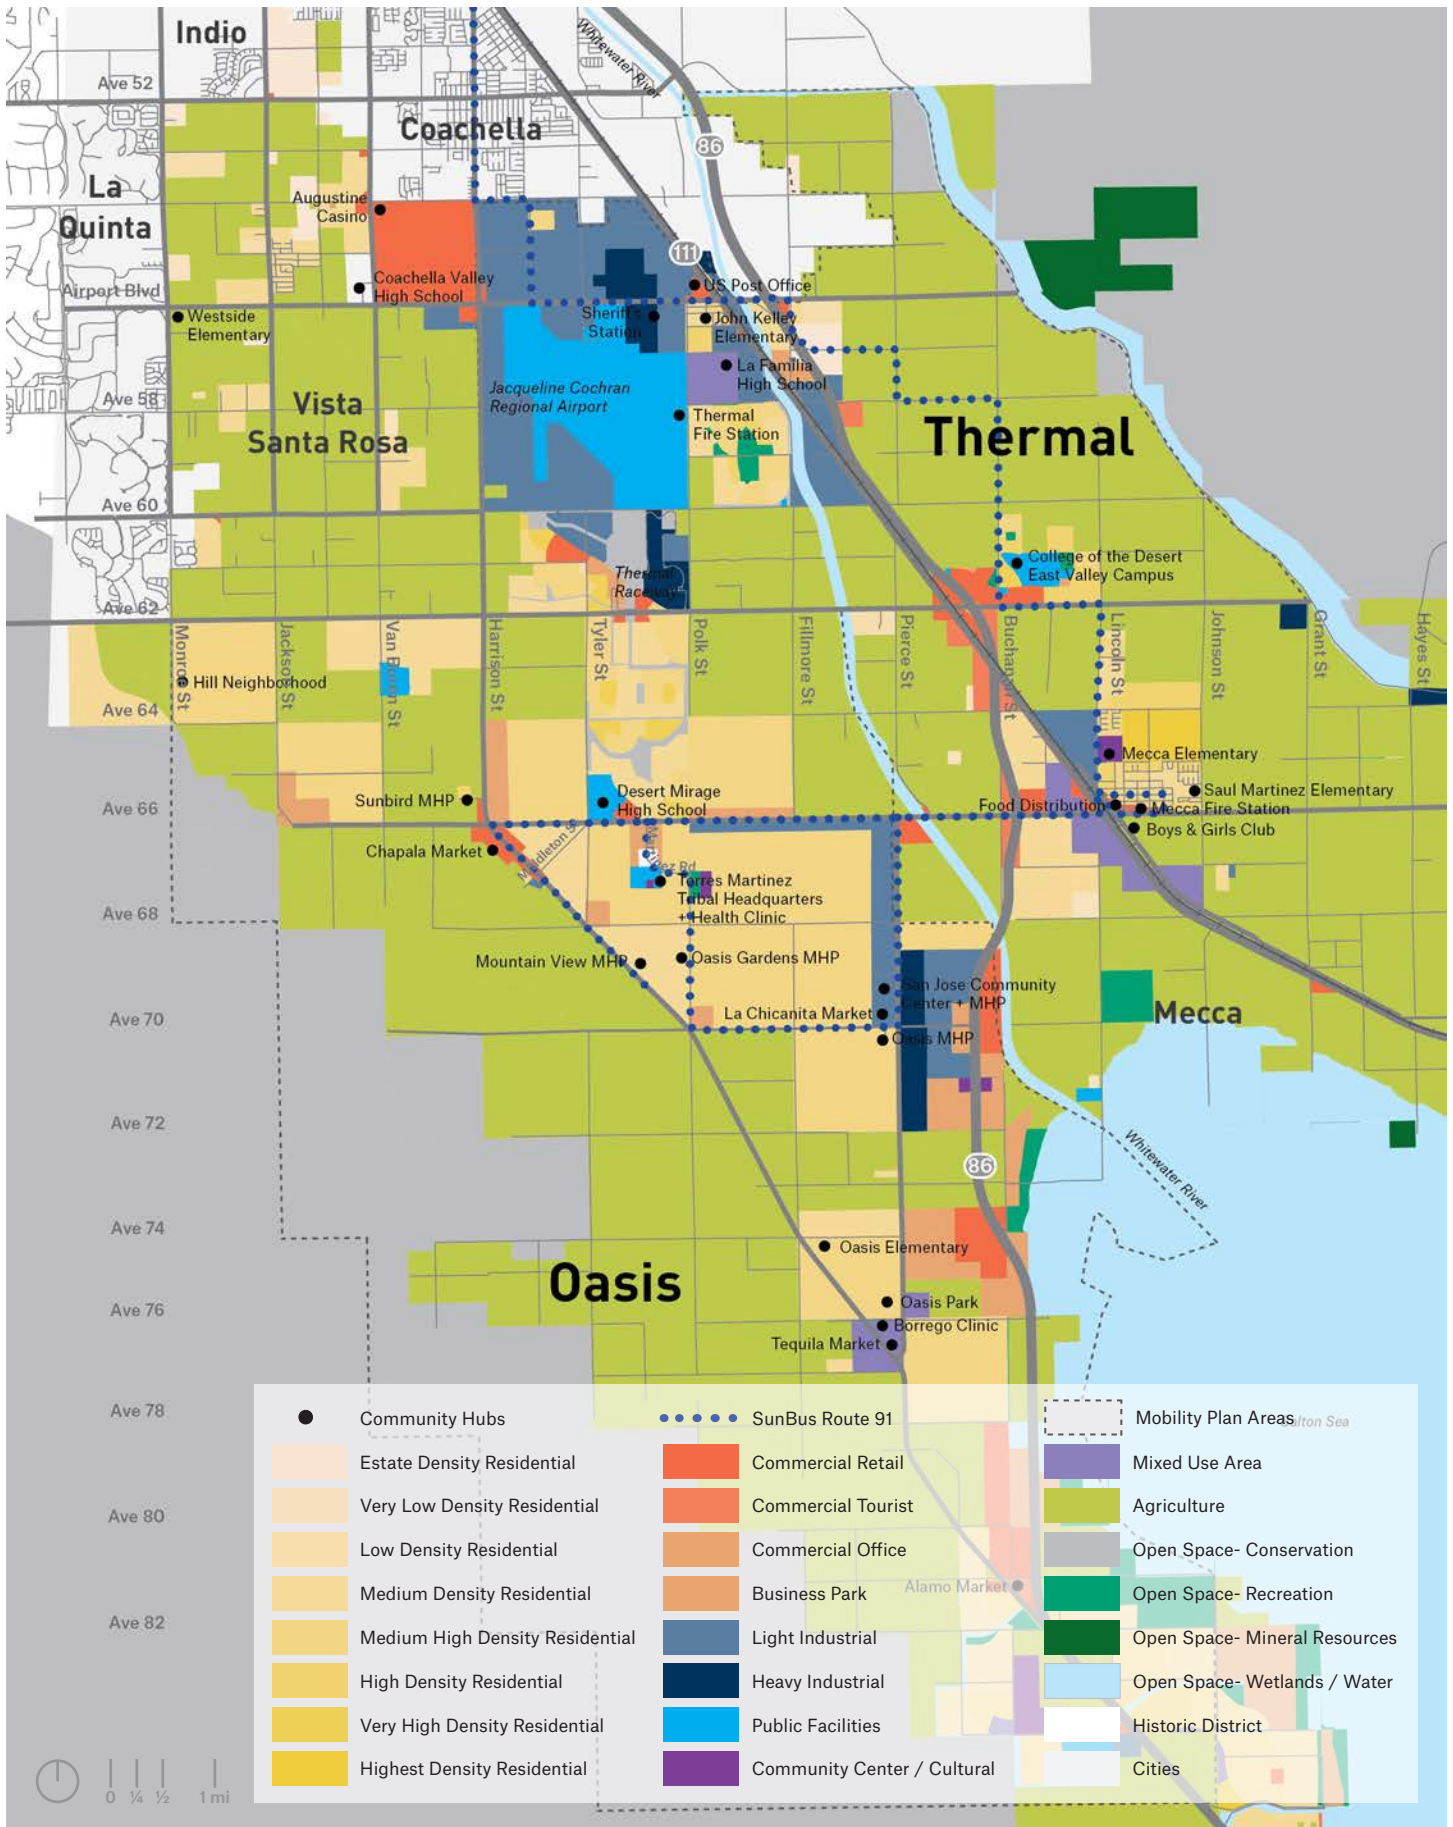 Indio
Whitewater River
Ave 52
Coachella
86
La
Quinta
Augustine
Casino
111
Coachella Valley
High School
US Post Office
Airport Blvd
Westside
Elementary
Sheriff's
Station
John Kelley
Elementary
La Familia
High School
Jacqueline Cochran
Regional Airport
Ave 58
Vista
Santa Rosa
Thermal
Fire Station
Thermal
Ave 60
College of the Desert
East Valley Campus
Thermal
Raceway
Ave 62
Monroe St
Jackson St
Van Buren St
Harrison St
Tyler St
Polk St
Fillmore St
Pierce St
Buchanan St
Lincoln St
Johnson St
Grant St
Hayes St
Hill Neighborhood
Ave 64
Mecca Elementary
Desert Mirage
High School
Saul Martinez Elementary
Sunbird MHP
Food Distribution
Mecca Fire Station
Ave 66
Boys & Girls Club
Middleton St
Chapala Market
Rd
Torres Martinez
Tribal Headquarters
+ Health Clinic
Ave 68
Mountain View MHP
Oasis Gardens MHP
San Jose Community
Center + MHP
La Chicanita Market
Mecca
Ave 70
Oasis MHP
Ave 72
Whitewater River
86
Ave 74
Oasis Elementary
Oasis
Ave 76
Oasis Park
Borrego Clinic
Tequila Market
Ave 78
Salton Sea
Ave 80
Alamo Market
Ave 82
Community Hubs
Estate Density Residential
Very Low Density Residential
Low Density Residential
Medium Density Residential
Medium High Density Residential
High Density Residential
Very High Density Residential
Highest Density Residential
SunBus Route 91
Commercial Retail
Commercial Tourist
Commercial Office
Business Park
Light Industrial
Heavy Industrial
Public Facilities
Community Center / Cultural
Mobility Plan Areas
Mixed Use Area
Agriculture
Open Space- Conservation
Open Space- Recreation
Open Space- Mineral Resources
Open Space- Wetlands / Water
Historic District
Cities
0 ¼ ½ 1 mi